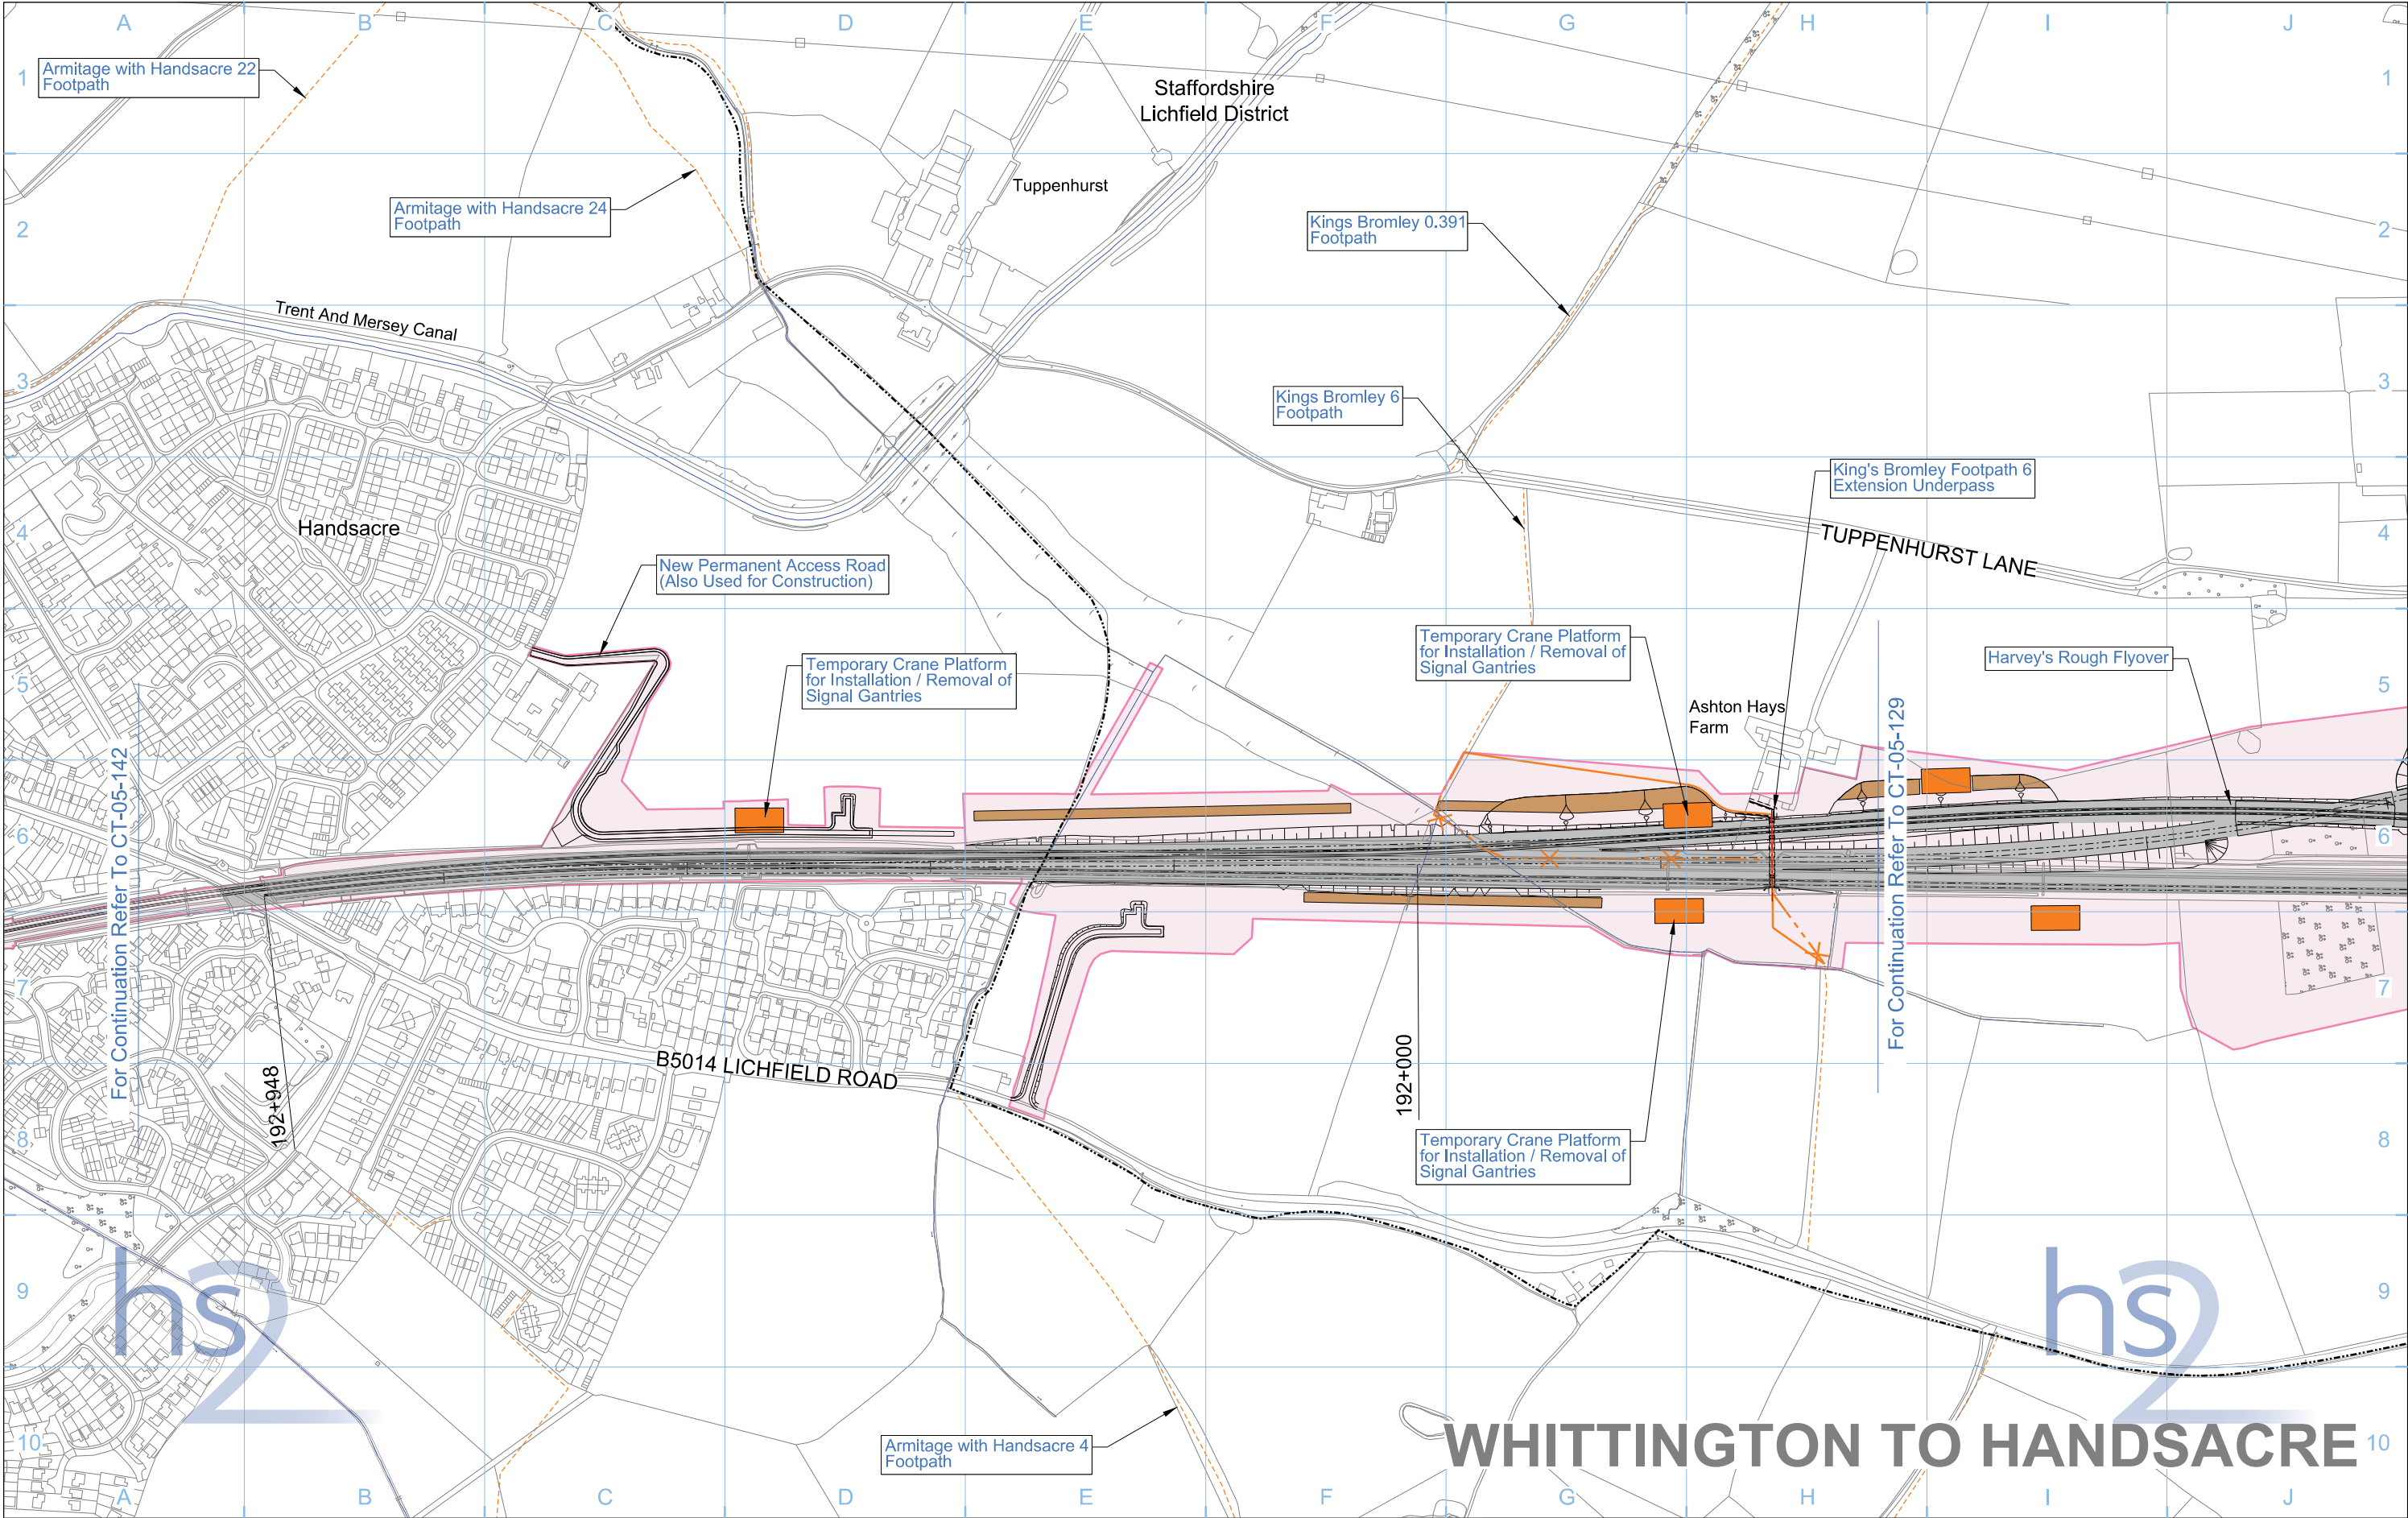 A B C D E F G H I J
1 1
Armitage with Handsacre 22
Footpath
Staffordshire
Lichfield District
Tuppenhurst
Armitage with Handsacre 24
Footpath
Kings Bromley 0.391
Footpath
2 2
Trent And Mersey Canal
3 3
Kings Bromley 6
Footpath
King's Bromley Footpath 6
Extension Underpass
Handsacre
4 4
TUPPENHURST LANE
New Permanent Access Road
(Also Used for Construction)
Temporary Crane Platform
for Installation / Removal of
Signal Gantries
Temporary Crane Platform
for Installation / Removal of
Signal Gantries
Harvey's Rough Flyover
5 5
Ashton Hays
Farm
For Continuation Refer To CT-05-142
For Continuation Refer To CT-05-129
6 6
7 7
B5014 LICHFIELD ROAD
192+948
192+000
8 8
Temporary Crane Platform
for Installation / Removal of
Signal Gantries
9 9
hs2
hs2
Armitage with Handsacre 4
Footpath
WHITTINGTON TO HANDSACRE
10 10
A B C D E F G H I J